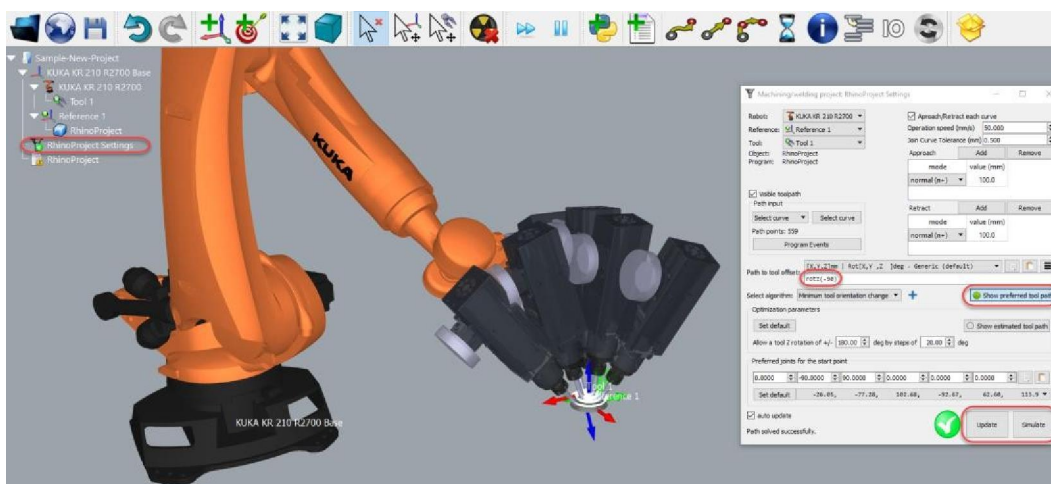 Sample-New-Project
KUKA KR 210 R2700 Base
KUKA KR 210 R2700
Tool 1
Reference 1
RhinoProject
RhinoProject Settings
RhinoProject
KUKA
Tool 1
Reference 1
KUKA KR 210 R2700 Base
IO
Machining/welding project: RhinoProject Settings
Robot: KUKA KR 210 R2700
Reference: Reference 1
Tool: Tool 1
Object: RhinoProject
Program: RhinoProject
Visible toolpath
Path input
Select curve Select curve
Path points: 559
Program Events
Aproach/Retract each curve
Operation speed (mm/s) 50.000
Join Curve Tolerance (mm) 0.500
Approach Add Remove
mode value (mm)
normal (n+) 100.0
Retract Add Remove
mode value (mm)
normal (n+) 100.0
Path to tool offset: [X,Y,Z]mm | Rot[X,Y ,Z ]deg - Generic (default)
rotz(-90)
Select algorithm: Minimum tool orientation change Show preferred tool path
Optimization parameters
Set default Show estimated tool path
Allow a tool Z rotation of +/- 180.00 deg by steps of 20.00 deg
Preferred joints for the start point
0.0000 -90.0000 90.0000 0.0000 0.0000 0.0000
Set default
auto update
Path solved successfully.
Update Simulate